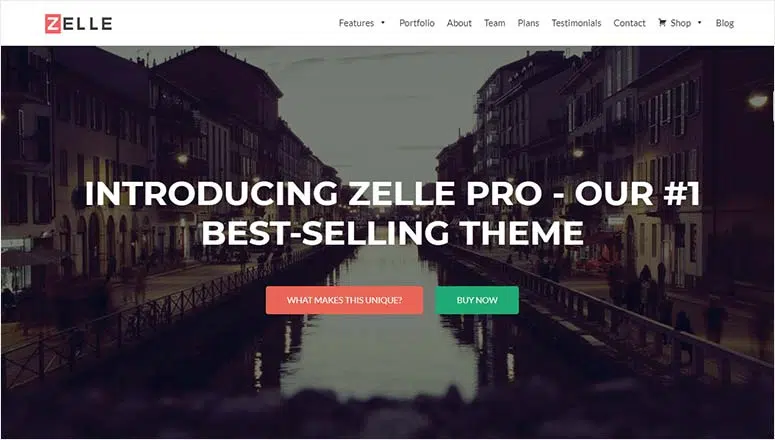 ZELLE
Features Portfolio About Team Plans Testimonials Contact Shop Blog
INTRODUCING ZELLE PRO - OUR #1
BEST-SELLING THEME
WHAT MAKES THIS UNIQUE? BUY NOW